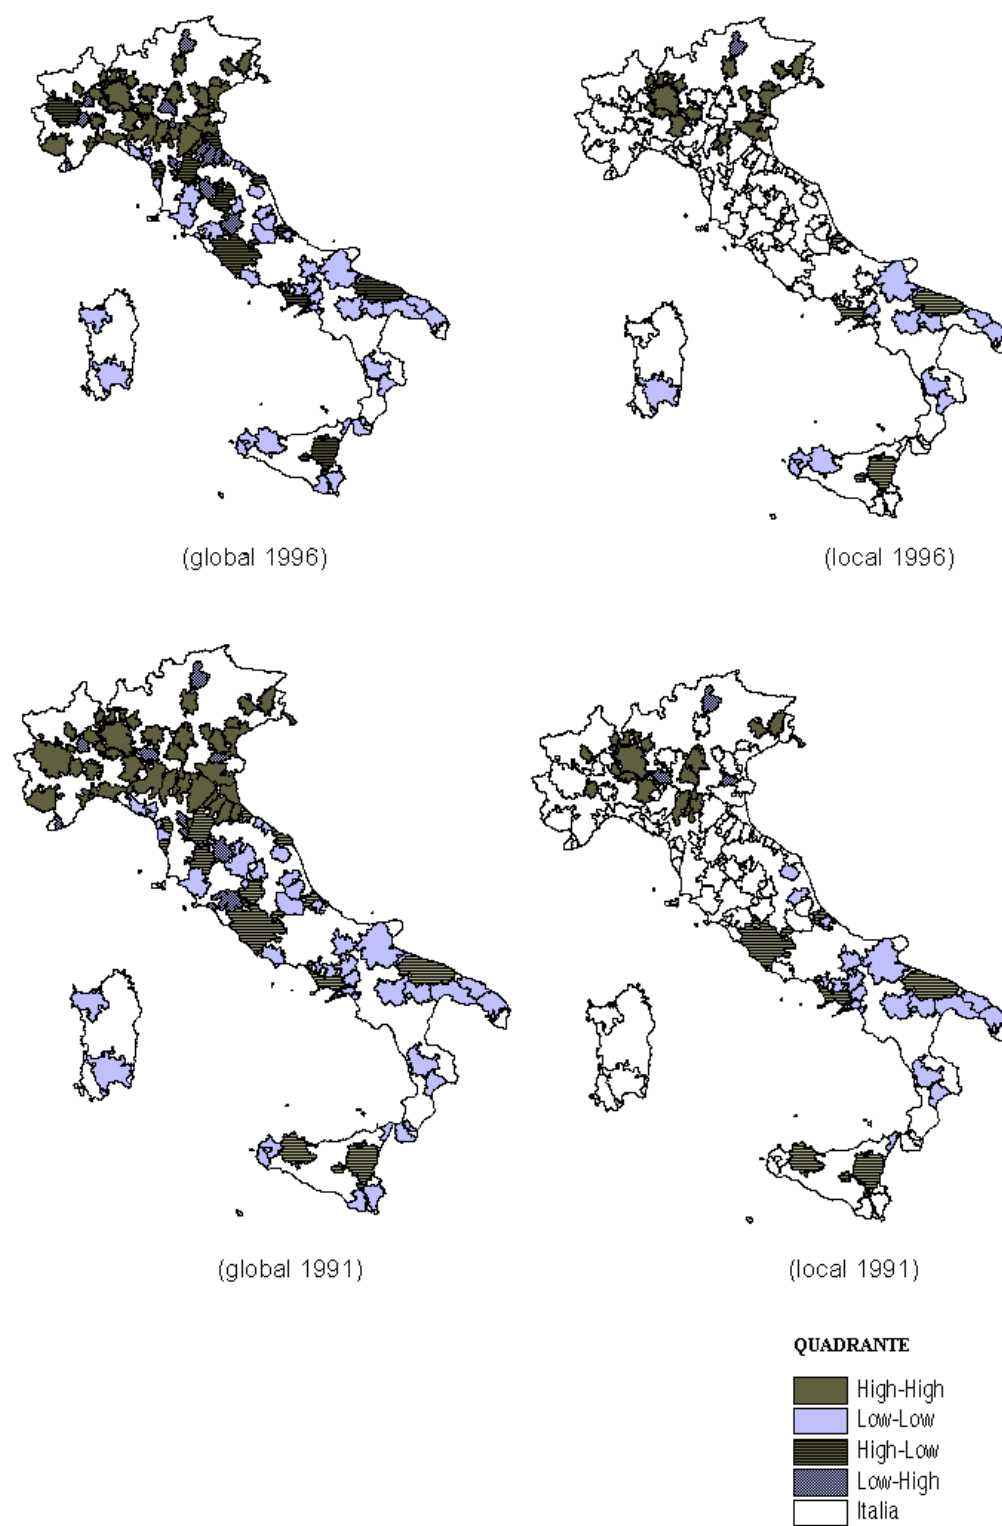 (global 1996)
(local 1996)
(global 1991)
(local 1991)
QUADRANTE
High-High
Low-Low
High-Low
Low-High
Italia